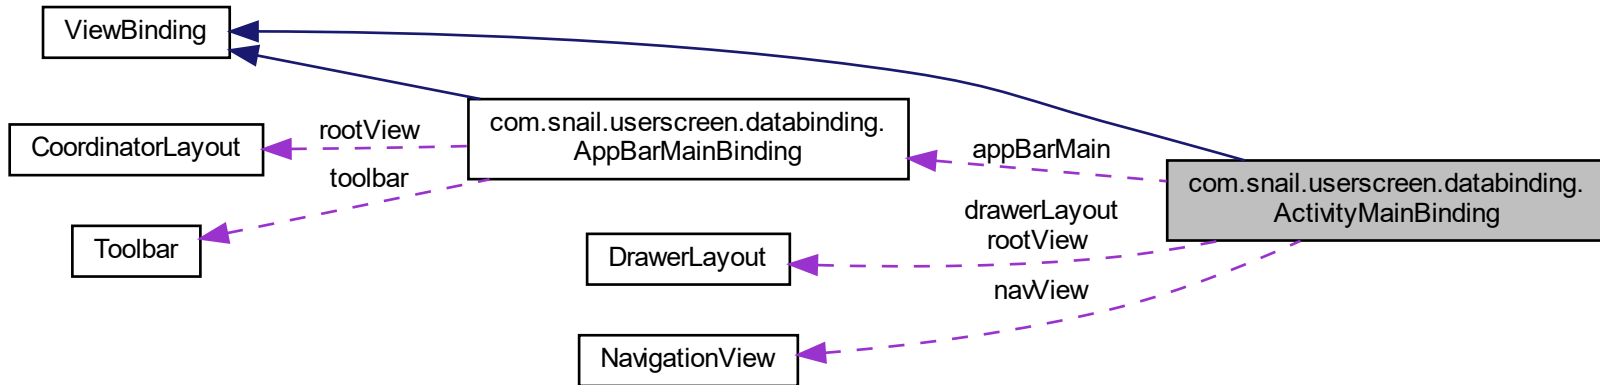 ViewBinding
com.snail.userscreen.databinding.
AppBarMainBinding
rootView
CoordinatorLayout
toolbar
Toolbar
appBarMain
com.snail.userscreen.databinding.
ActivityMainBinding
drawerLayout
rootView
DrawerLayout
navView
NavigationView